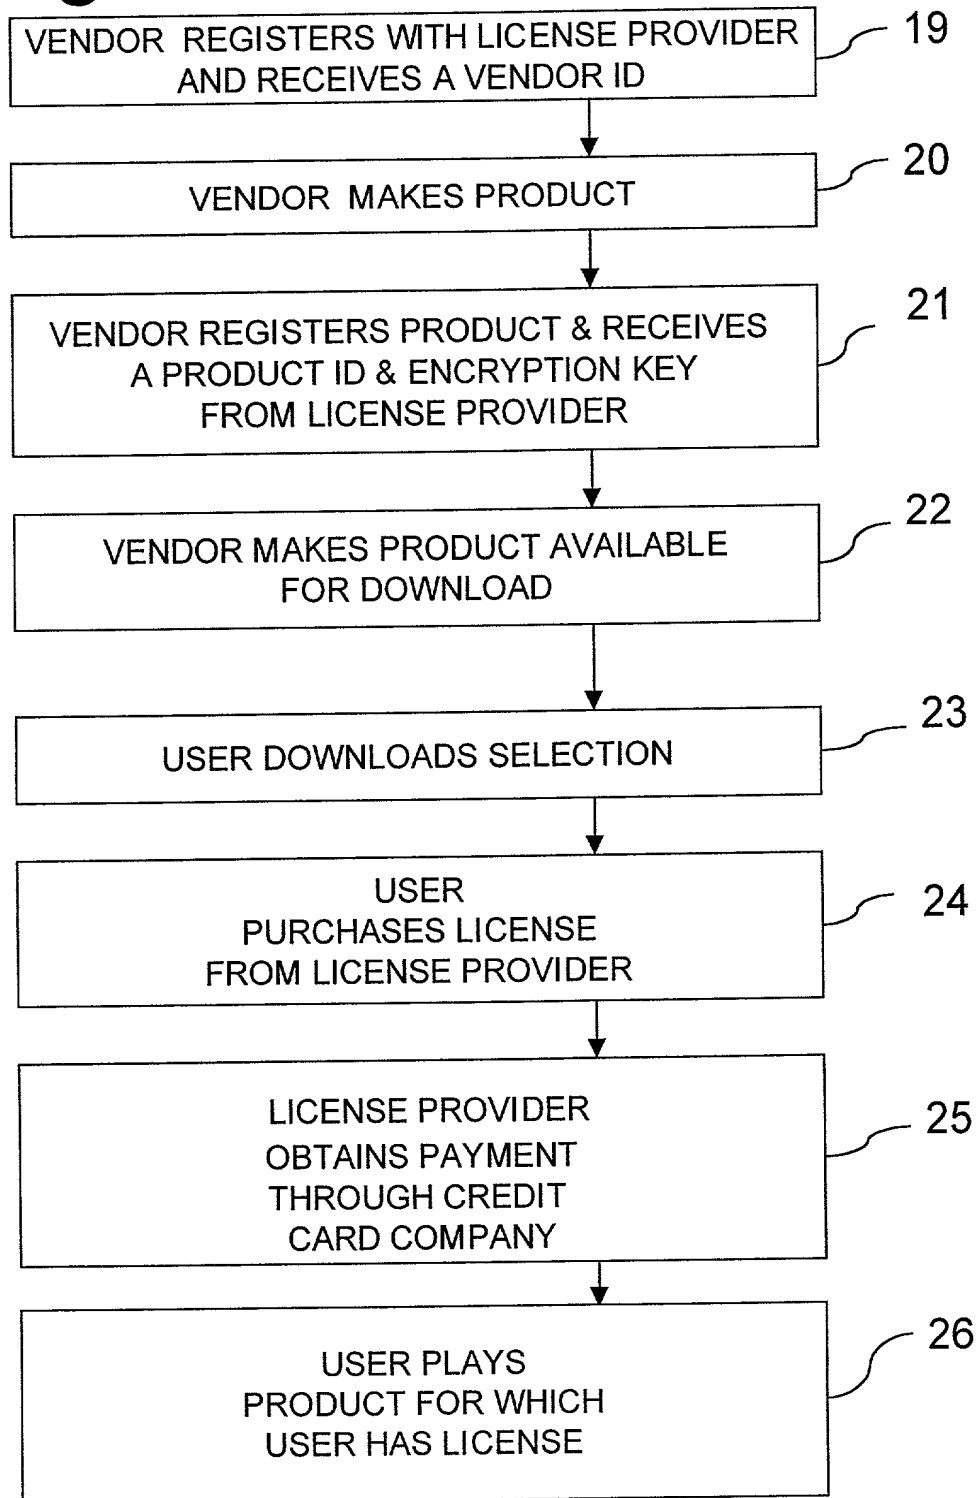 VENDOR REGISTERS WITH LICENSE PROVIDER
AND RECEIVES A VENDOR ID
19
VENDOR MAKES PRODUCT
20
VENDOR REGISTERS PRODUCT & RECEIVES
A PRODUCT ID & ENCRYPTION KEY
FROM LICENSE PROVIDER
21
VENDOR MAKES PRODUCT AVAILABLE
FOR DOWNLOAD
22
USER DOWNLOADS SELECTION
23
USER
PURCHASES LICENSE
FROM LICENSE PROVIDER
24
LICENSE PROVIDER
OBTAINS PAYMENT
THROUGH CREDIT
CARD COMPANY
25
USER PLAYS
PRODUCT FOR WHICH
USER HAS LICENSE
26